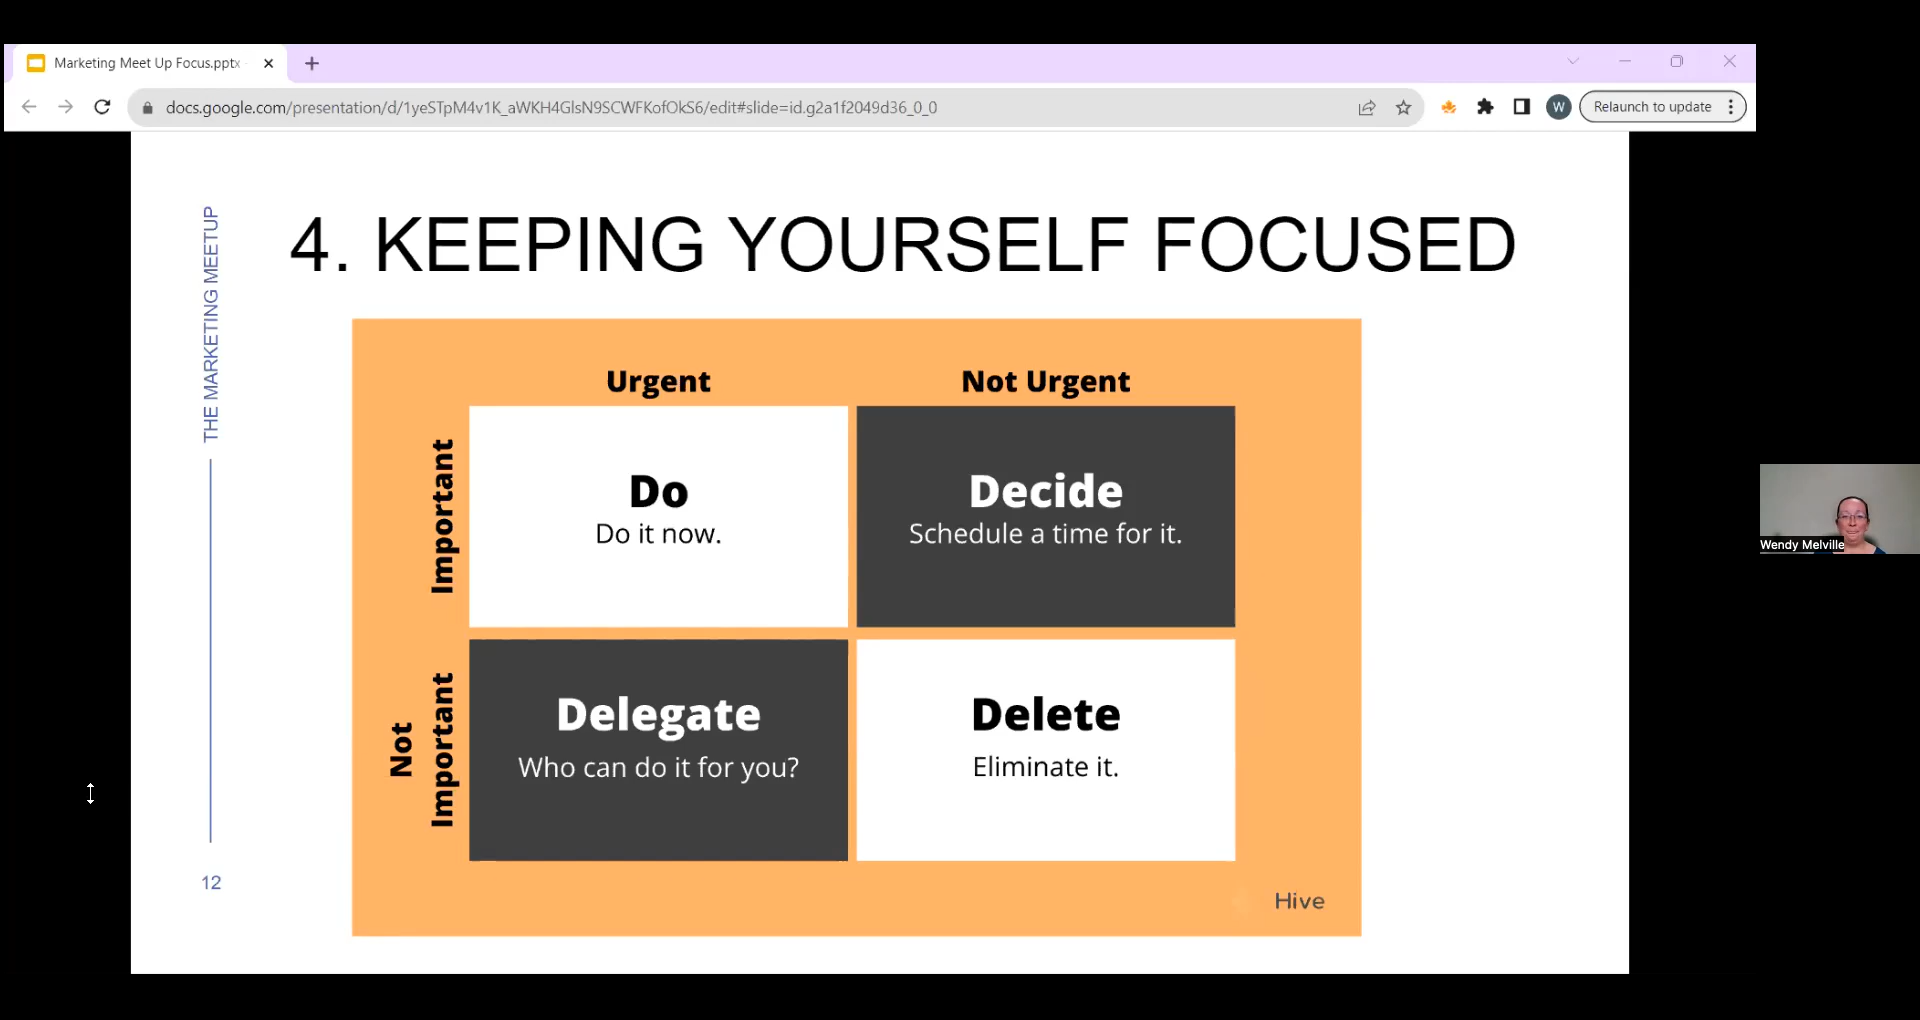 Marketing Meet Up Focus.pptx
docs.google.com/presentation/d/1yeSTpM4v1K_aWKH4GlsN9SCWFKofOkS6/edit#slide=id.g2a1f2049d36_0_0
W
Relaunch to update
THE MARKETING MEETUP
4. KEEPING YOURSELF FOCUSED
Urgent
Not Urgent
Important
Do
Do it now.
Decide
Schedule a time for it.
Not
Important
Delegate
Who can do it for you?
Delete
Eliminate it.
Hive
12
Wendy Melville